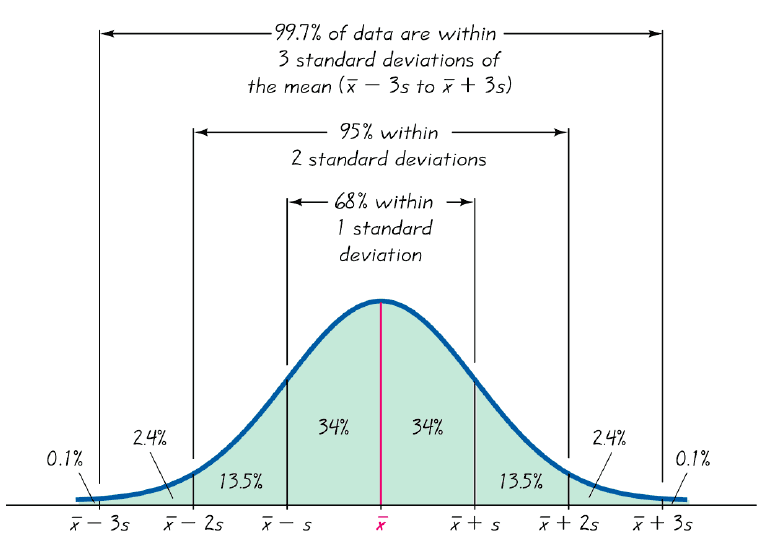 99.7% of data are within
3 standard deviations of
the mean (x̄ − 3s to x̄ + 3s)
95% within
2 standard deviations
68% within
1 standard
deviation
34% 34%
2.4% 2.4%
0.1% 0.1%
13.5% 13.5%
x̄ − 3s x̄ − 2s x̄ − s x̄ x̄ + s x̄ + 2s x̄ + 3s